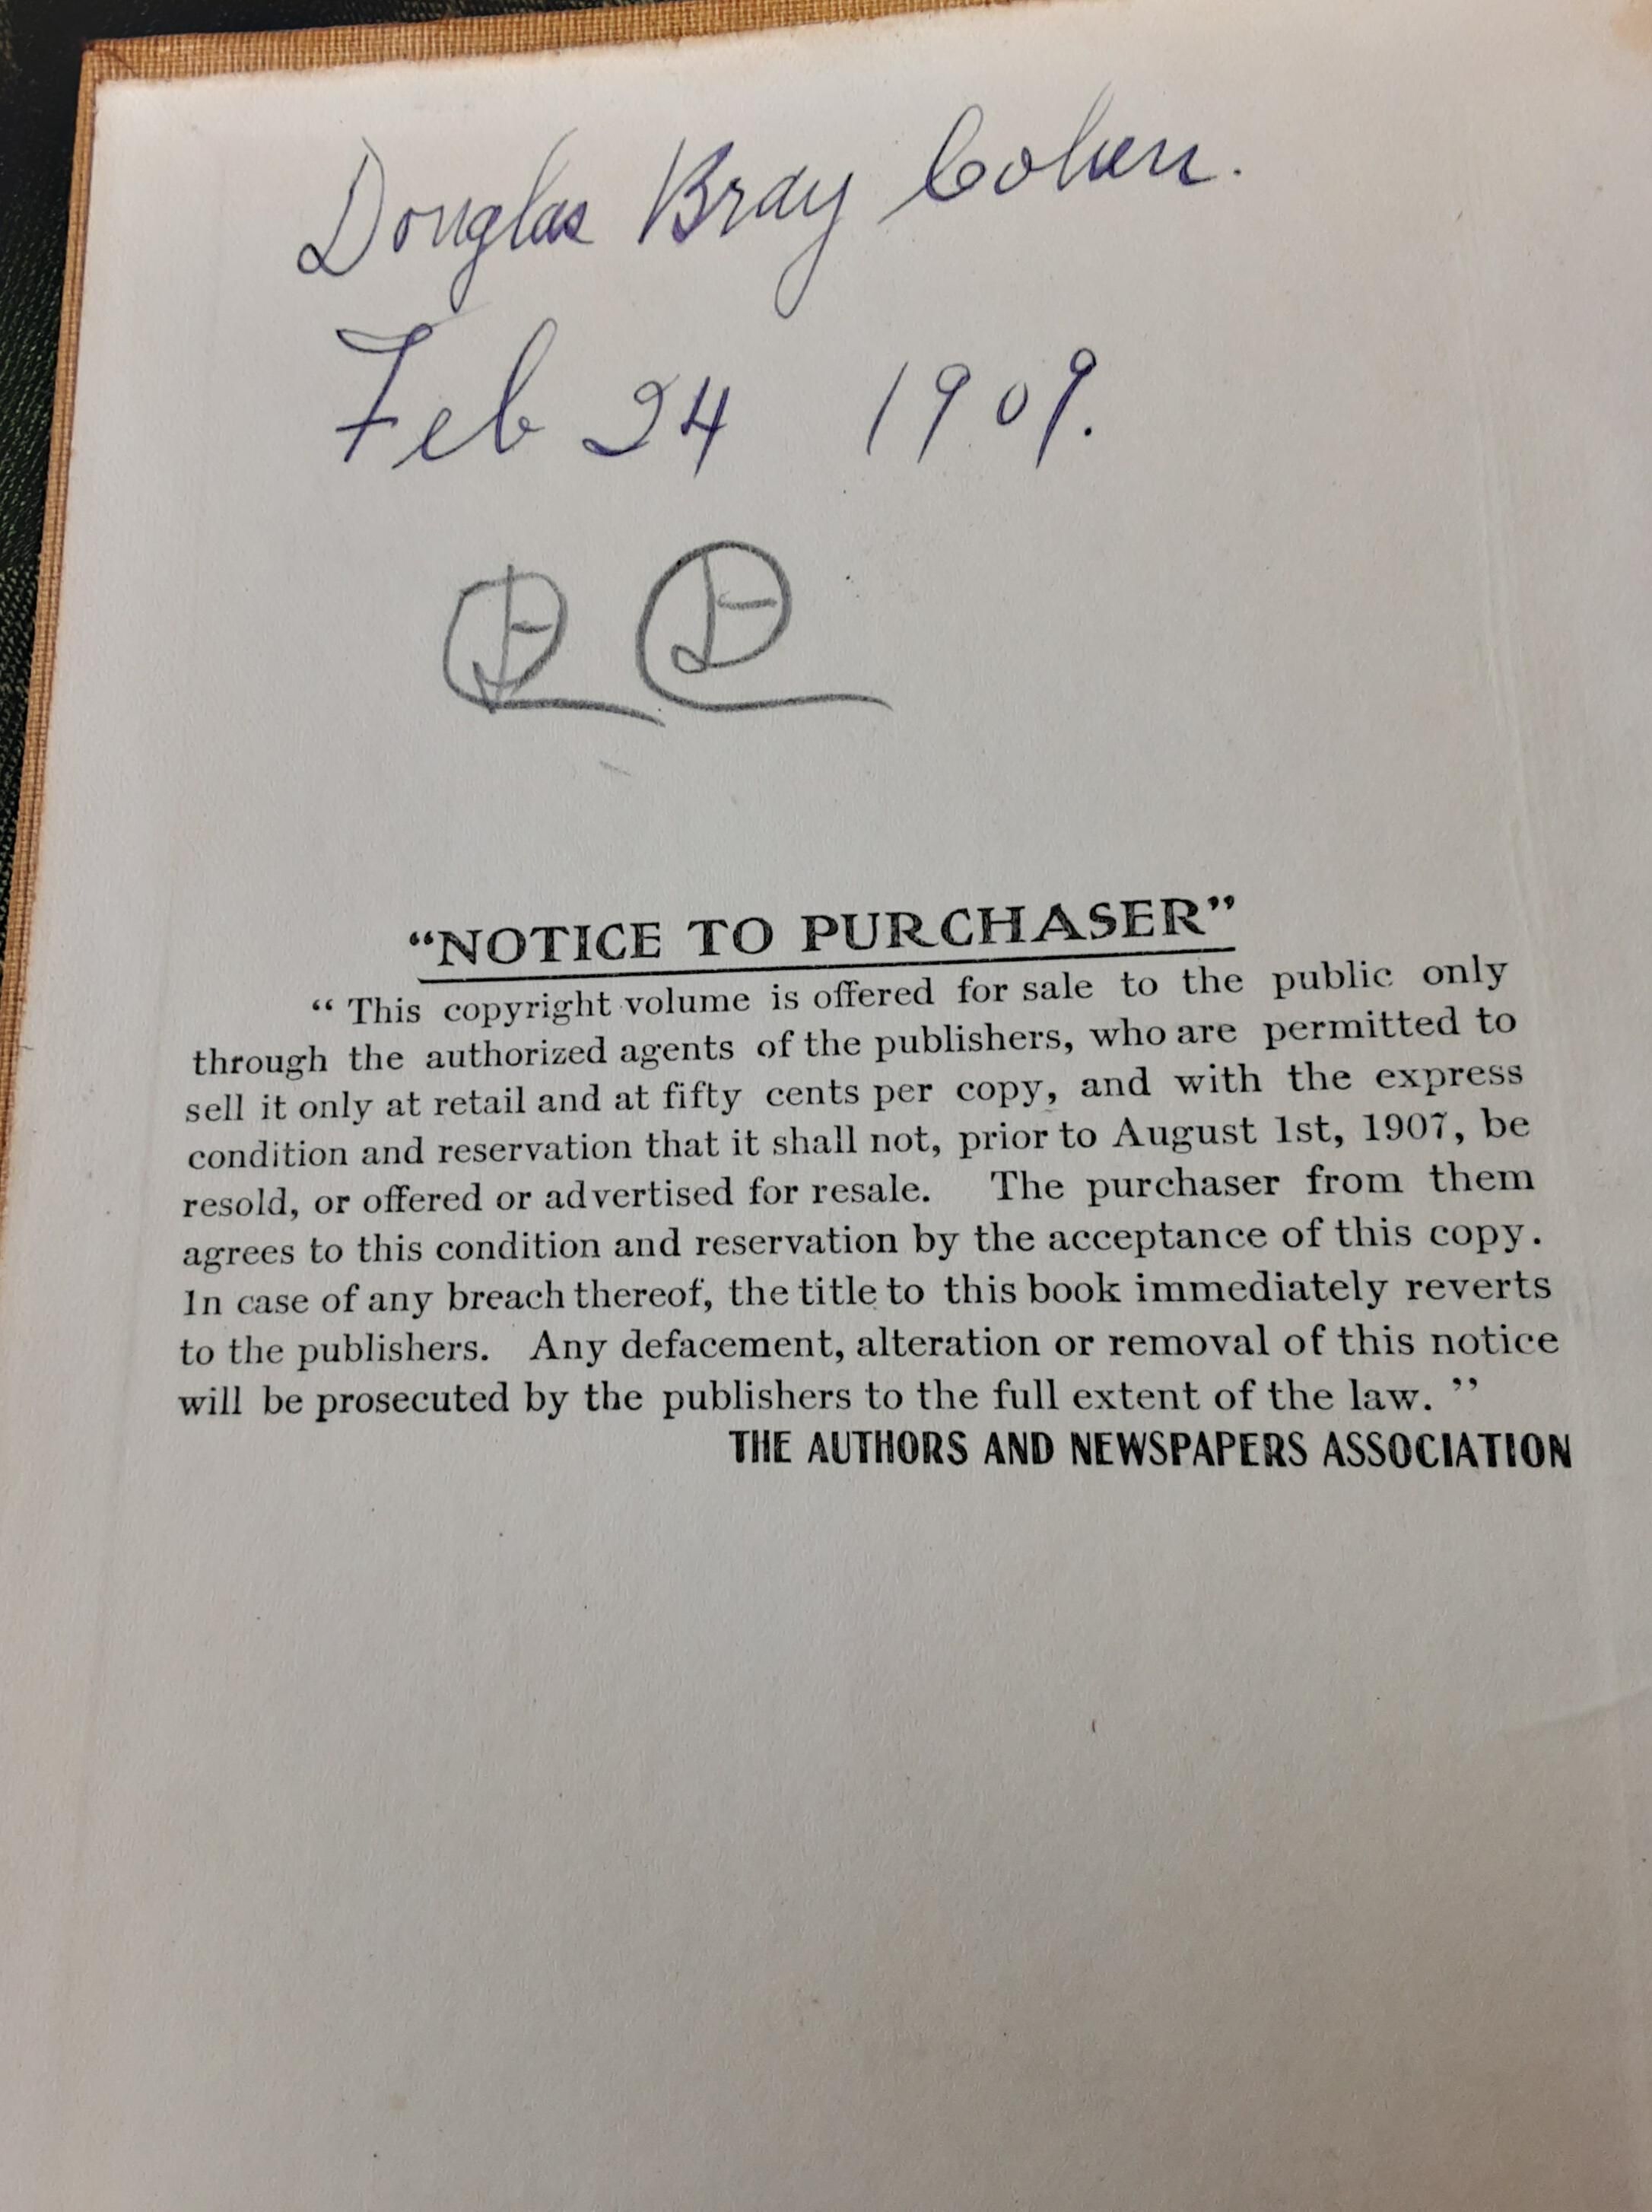 Douglas Bray Cohen.
Feb 24 1909.
“NOTICE TO PURCHASER”
“ This copyright volume is offered for sale to the public only
through the authorized agents of the publishers, who are permitted to
sell it only at retail and at fifty cents per copy, and with the express
condition and reservation that it shall not, prior to August 1st, 1907, be
resold, or offered or advertised for resale. The purchaser from them
agrees to this condition and reservation by the acceptance of this copy.
In case of any breach thereof, the title to this book immediately reverts
to the publishers. Any defacement, alteration or removal of this notice
will be prosecuted by the publishers to the full extent of the law. ”
THE AUTHORS AND NEWSPAPERS ASSOCIATION